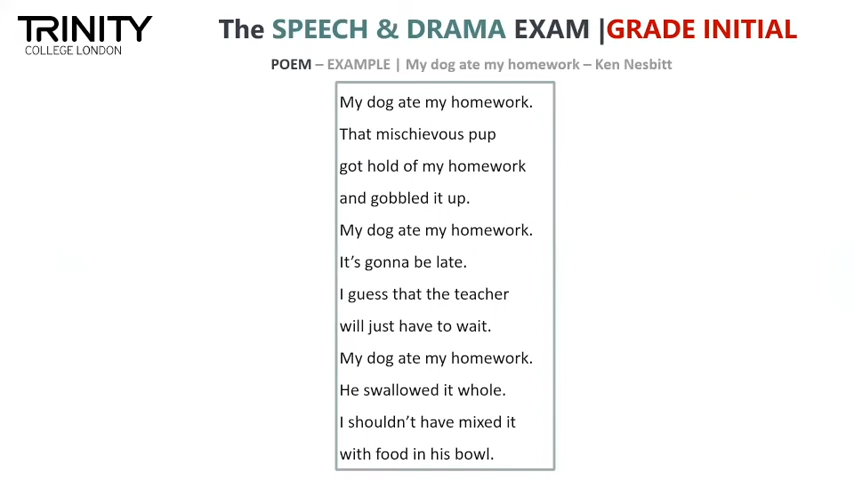 TRINITY
COLLEGE LONDON
The SPEECH & DRAMA EXAM |GRADE INITIAL
POEM – EXAMPLE | My dog ate my homework – Ken Nesbitt
My dog ate my homework.
That mischievous pup
got hold of my homework
and gobbled it up.
My dog ate my homework.
It’s gonna be late.
I guess that the teacher
will just have to wait.
My dog ate my homework.
He swallowed it whole.
I shouldn’t have mixed it
with food in his bowl.